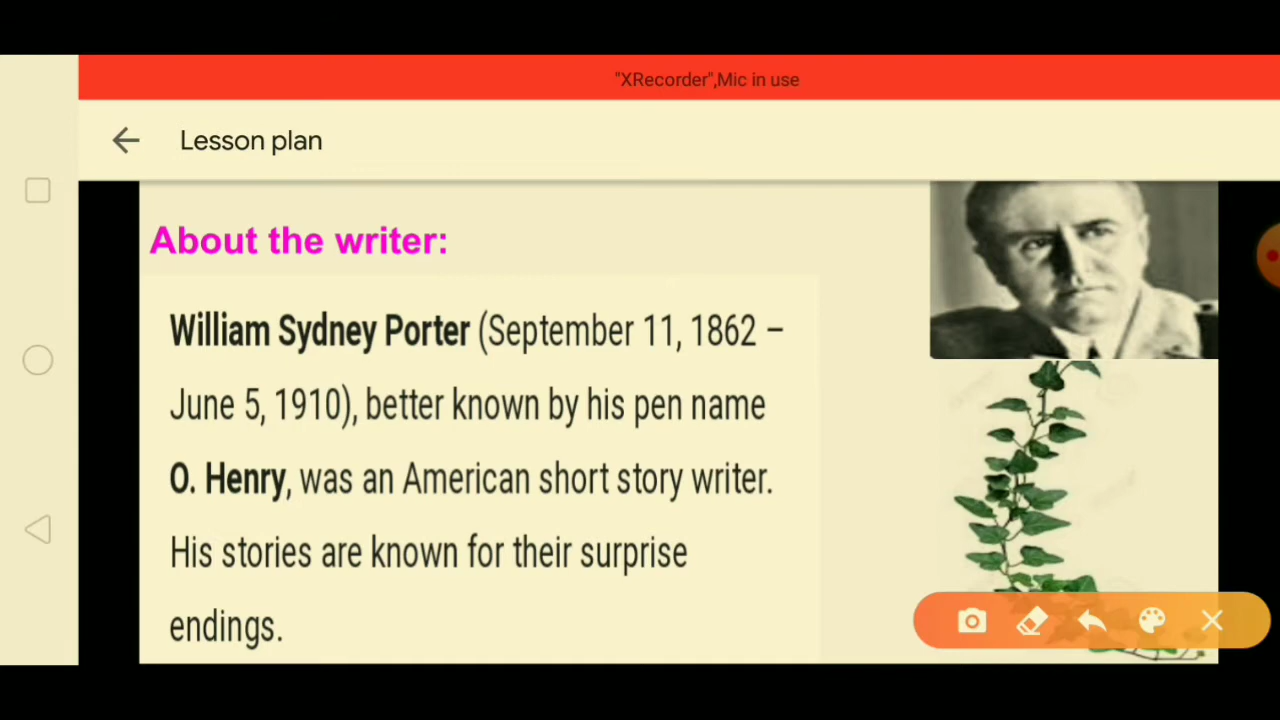 "XRecorder",Mic in use
Lesson plan
About the writer:
William Sydney Porter (September 11, 1862 –
June 5, 1910), better known by his pen name
O. Henry, was an American short story writer.
His stories are known for their surprise
endings.